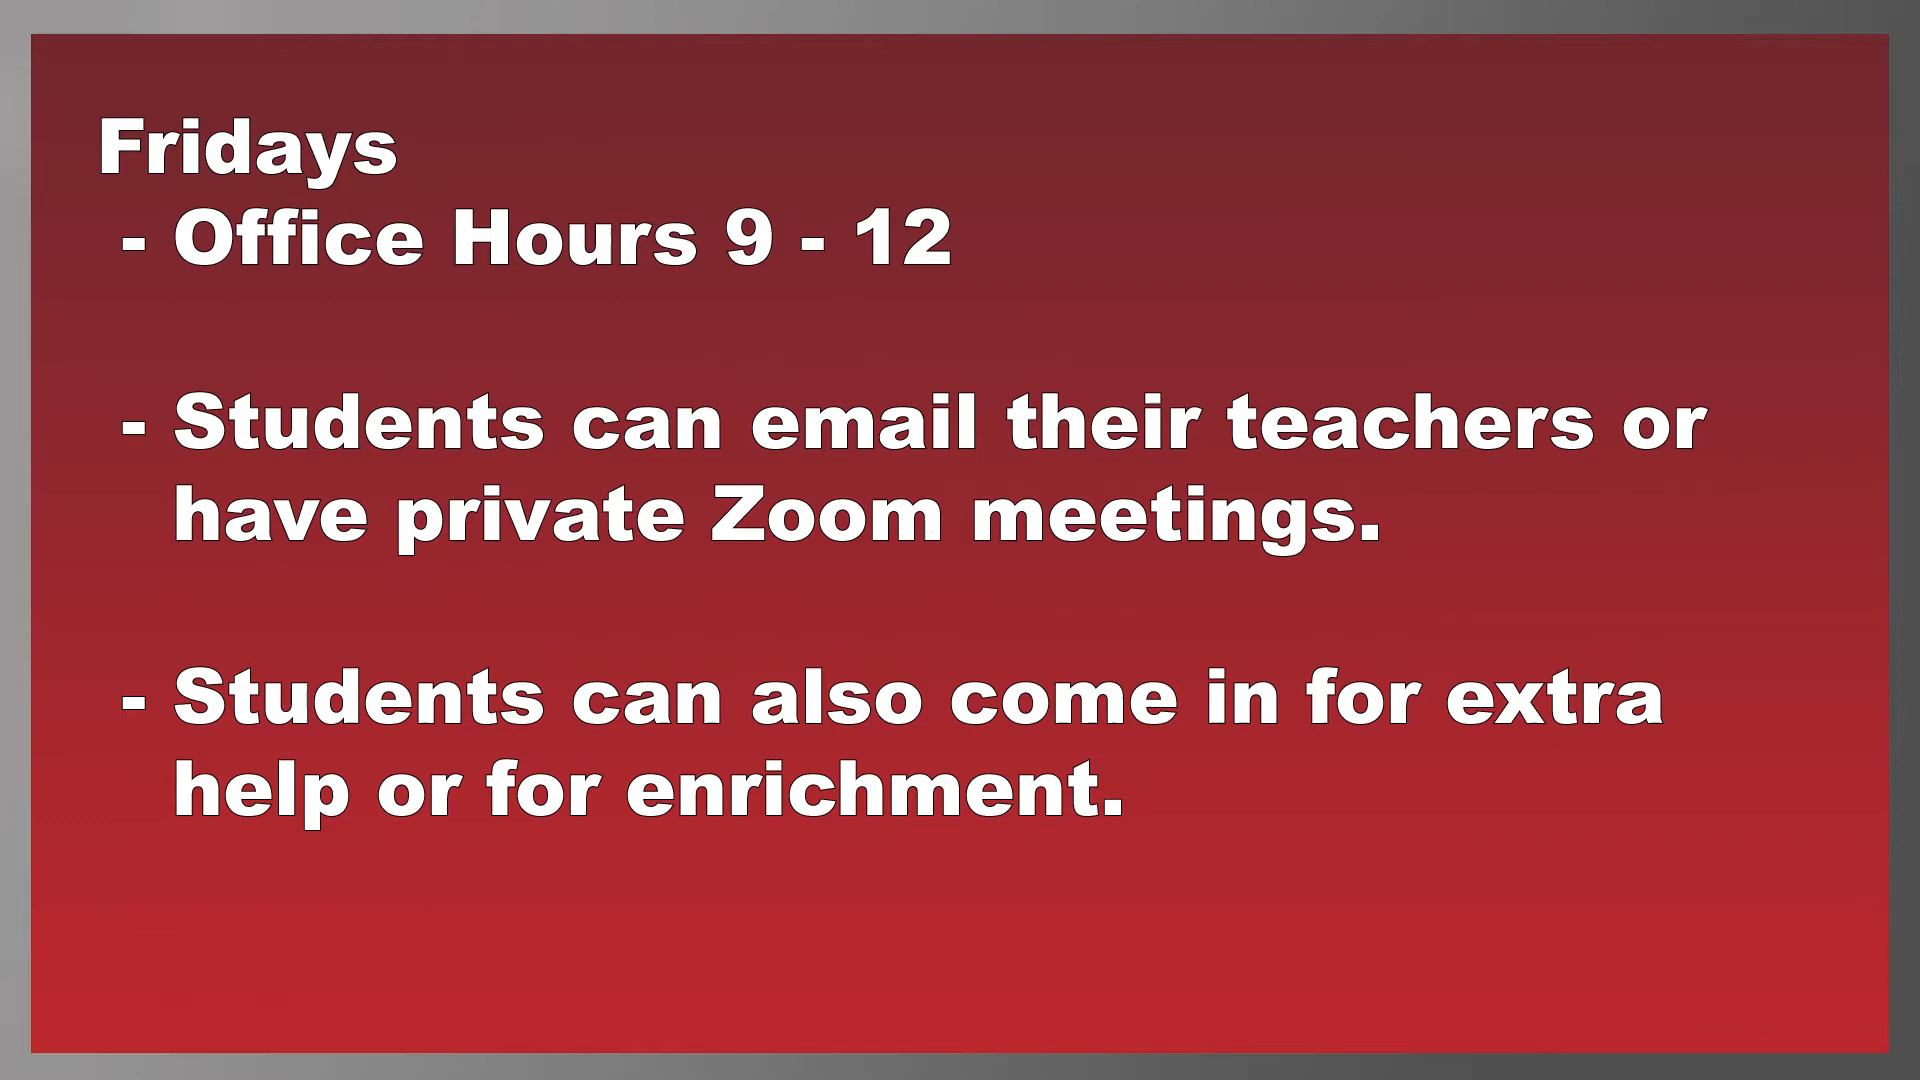 Fridays
- Office Hours 9 - 12
- Students can email their teachers or
have private Zoom meetings.
- Students can also come in for extra
help or for enrichment.